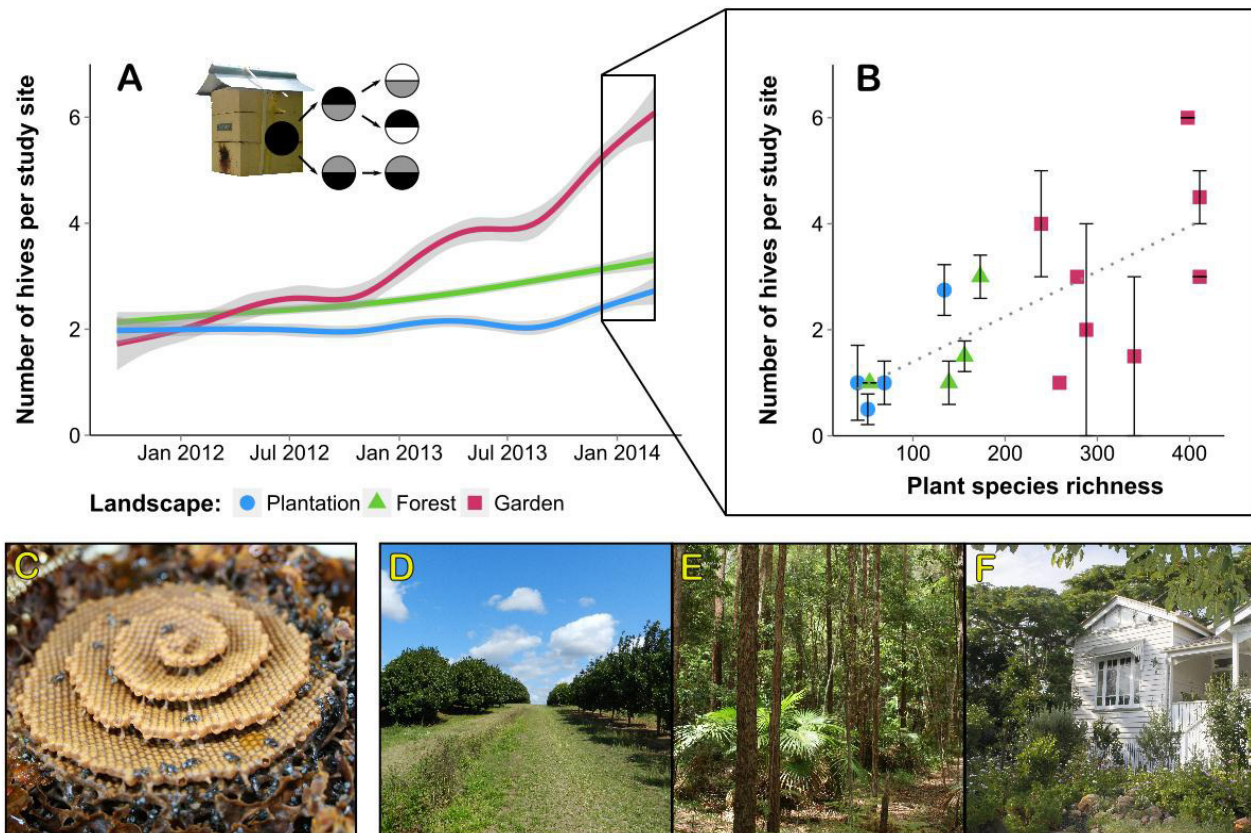 A
B
Number of hives per study site
6
4
2
0
Jan 2012
Jul 2012
Jan 2013
Jul 2013
Jan 2014
Number of hives per study site
6
4
2
0
100
200
300
400
Plant species richness
Landscape: Plantation Forest Garden
C
D
E
F